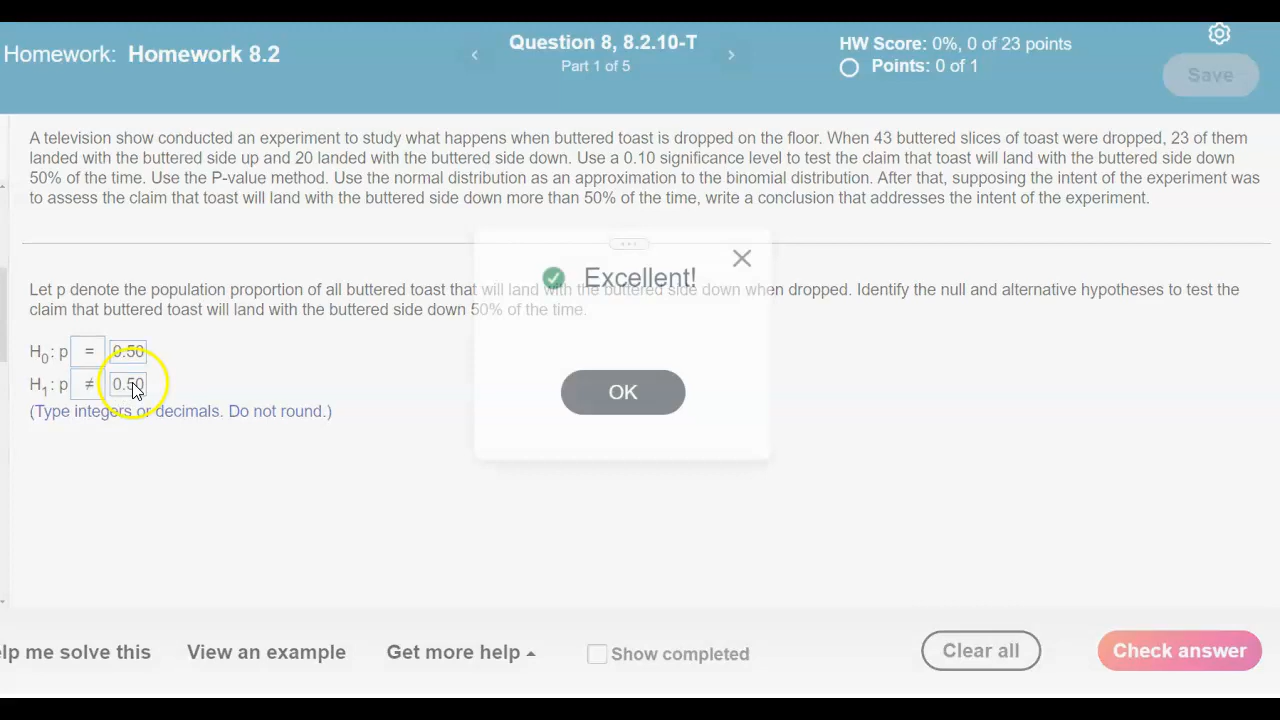 Homework: Homework 8.2
Question 8, 8.2.10-T
Part 1 of 5
HW Score: 0%, 0 of 23 points
Points: 0 of 1
Save
A television show conducted an experiment to study what happens when buttered toast is dropped on the floor. When 43 buttered slices of toast were dropped, 23 of them
landed with the buttered side up and 20 landed with the buttered side down. Use a 0.10 significance level to test the claim that toast will land with the buttered side down
50% of the time. Use the P-value method. Use the normal distribution as an approximation to the binomial distribution. After that, supposing the intent of the experiment was
to assess the claim that toast will land with the buttered side down more than 50% of the time, write a conclusion that addresses the intent of the experiment.
Excellent!
OK
Let p denote the population proportion of all buttered toast that will land with the buttered side down when dropped. Identify the null and alternative hypotheses to test the
claim that buttered toast will land with the buttered side down 50% of the time.
H0: p = 0.50
H1: p ≠ 0.50
(Type integers or decimals. Do not round.)
elp me solve this
View an example
Get more help
Show completed
Clear all
Check answer